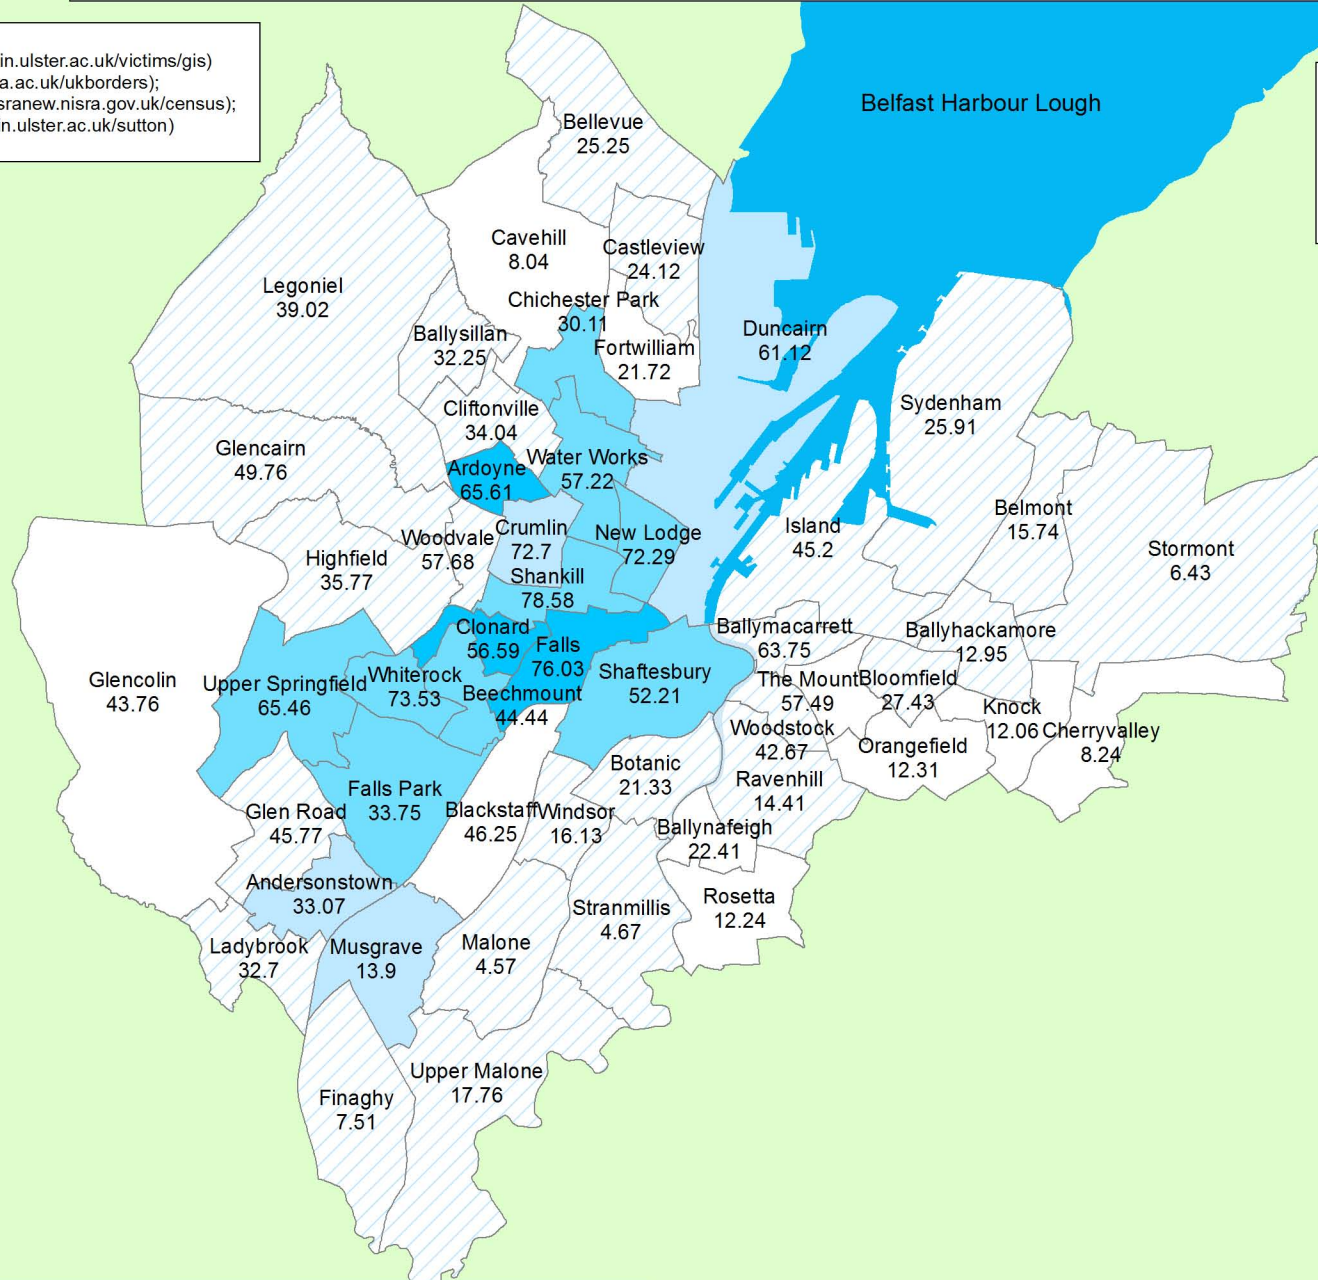 in.ulster.ac.uk/victims/gis)
a.ac.uk/ukborders);
sranew.nisra.gov.uk/census);
in.ulster.ac.uk/sutton)
Belfast Harbour Lough
Bellevue
25.25
Cavehill
8.04
Castleview
24.12
Legoniel
39.02
Chichester Park
30.11
Ballysillan
32.25
Fortwilliam
21.72
Duncairn
61.12
Cliftonville
34.04
Sydenham
25.91
Glencairn
49.76
Ardoyne
65.61
Water Works
57.22
Belmont
15.74
Woodvale
57.68
Crumlin
72.7
New Lodge
72.29
Island
45.2
Stormont
6.43
Highfield
35.77
Shankill
78.58
Clonard
56.59
Falls
76.03
Ballymacarrett
63.75
Ballyhackamore
12.95
Glencolin
43.76
Upper Springfield
65.46
Whiterock
73.53
Beechmount
44.44
Shaftesbury
52.21
The Mount
57.49
Bloomfield
27.43
Knock
12.06
Cherryvalley
8.24
Woodstock
42.67
Orangefield
12.31
Botanic
21.33
Ravenhill
14.41
Falls Park
33.75
Glen Road
45.77
Blackstaff
46.25
Windsor
16.13
Ballynafeigh
22.41
Andersonstown
33.07
Rosetta
12.24
Stranmillis
4.67
Ladybrook
32.7
Musgrave
13.9
Malone
4.57
Upper Malone
17.76
Finaghy
7.51